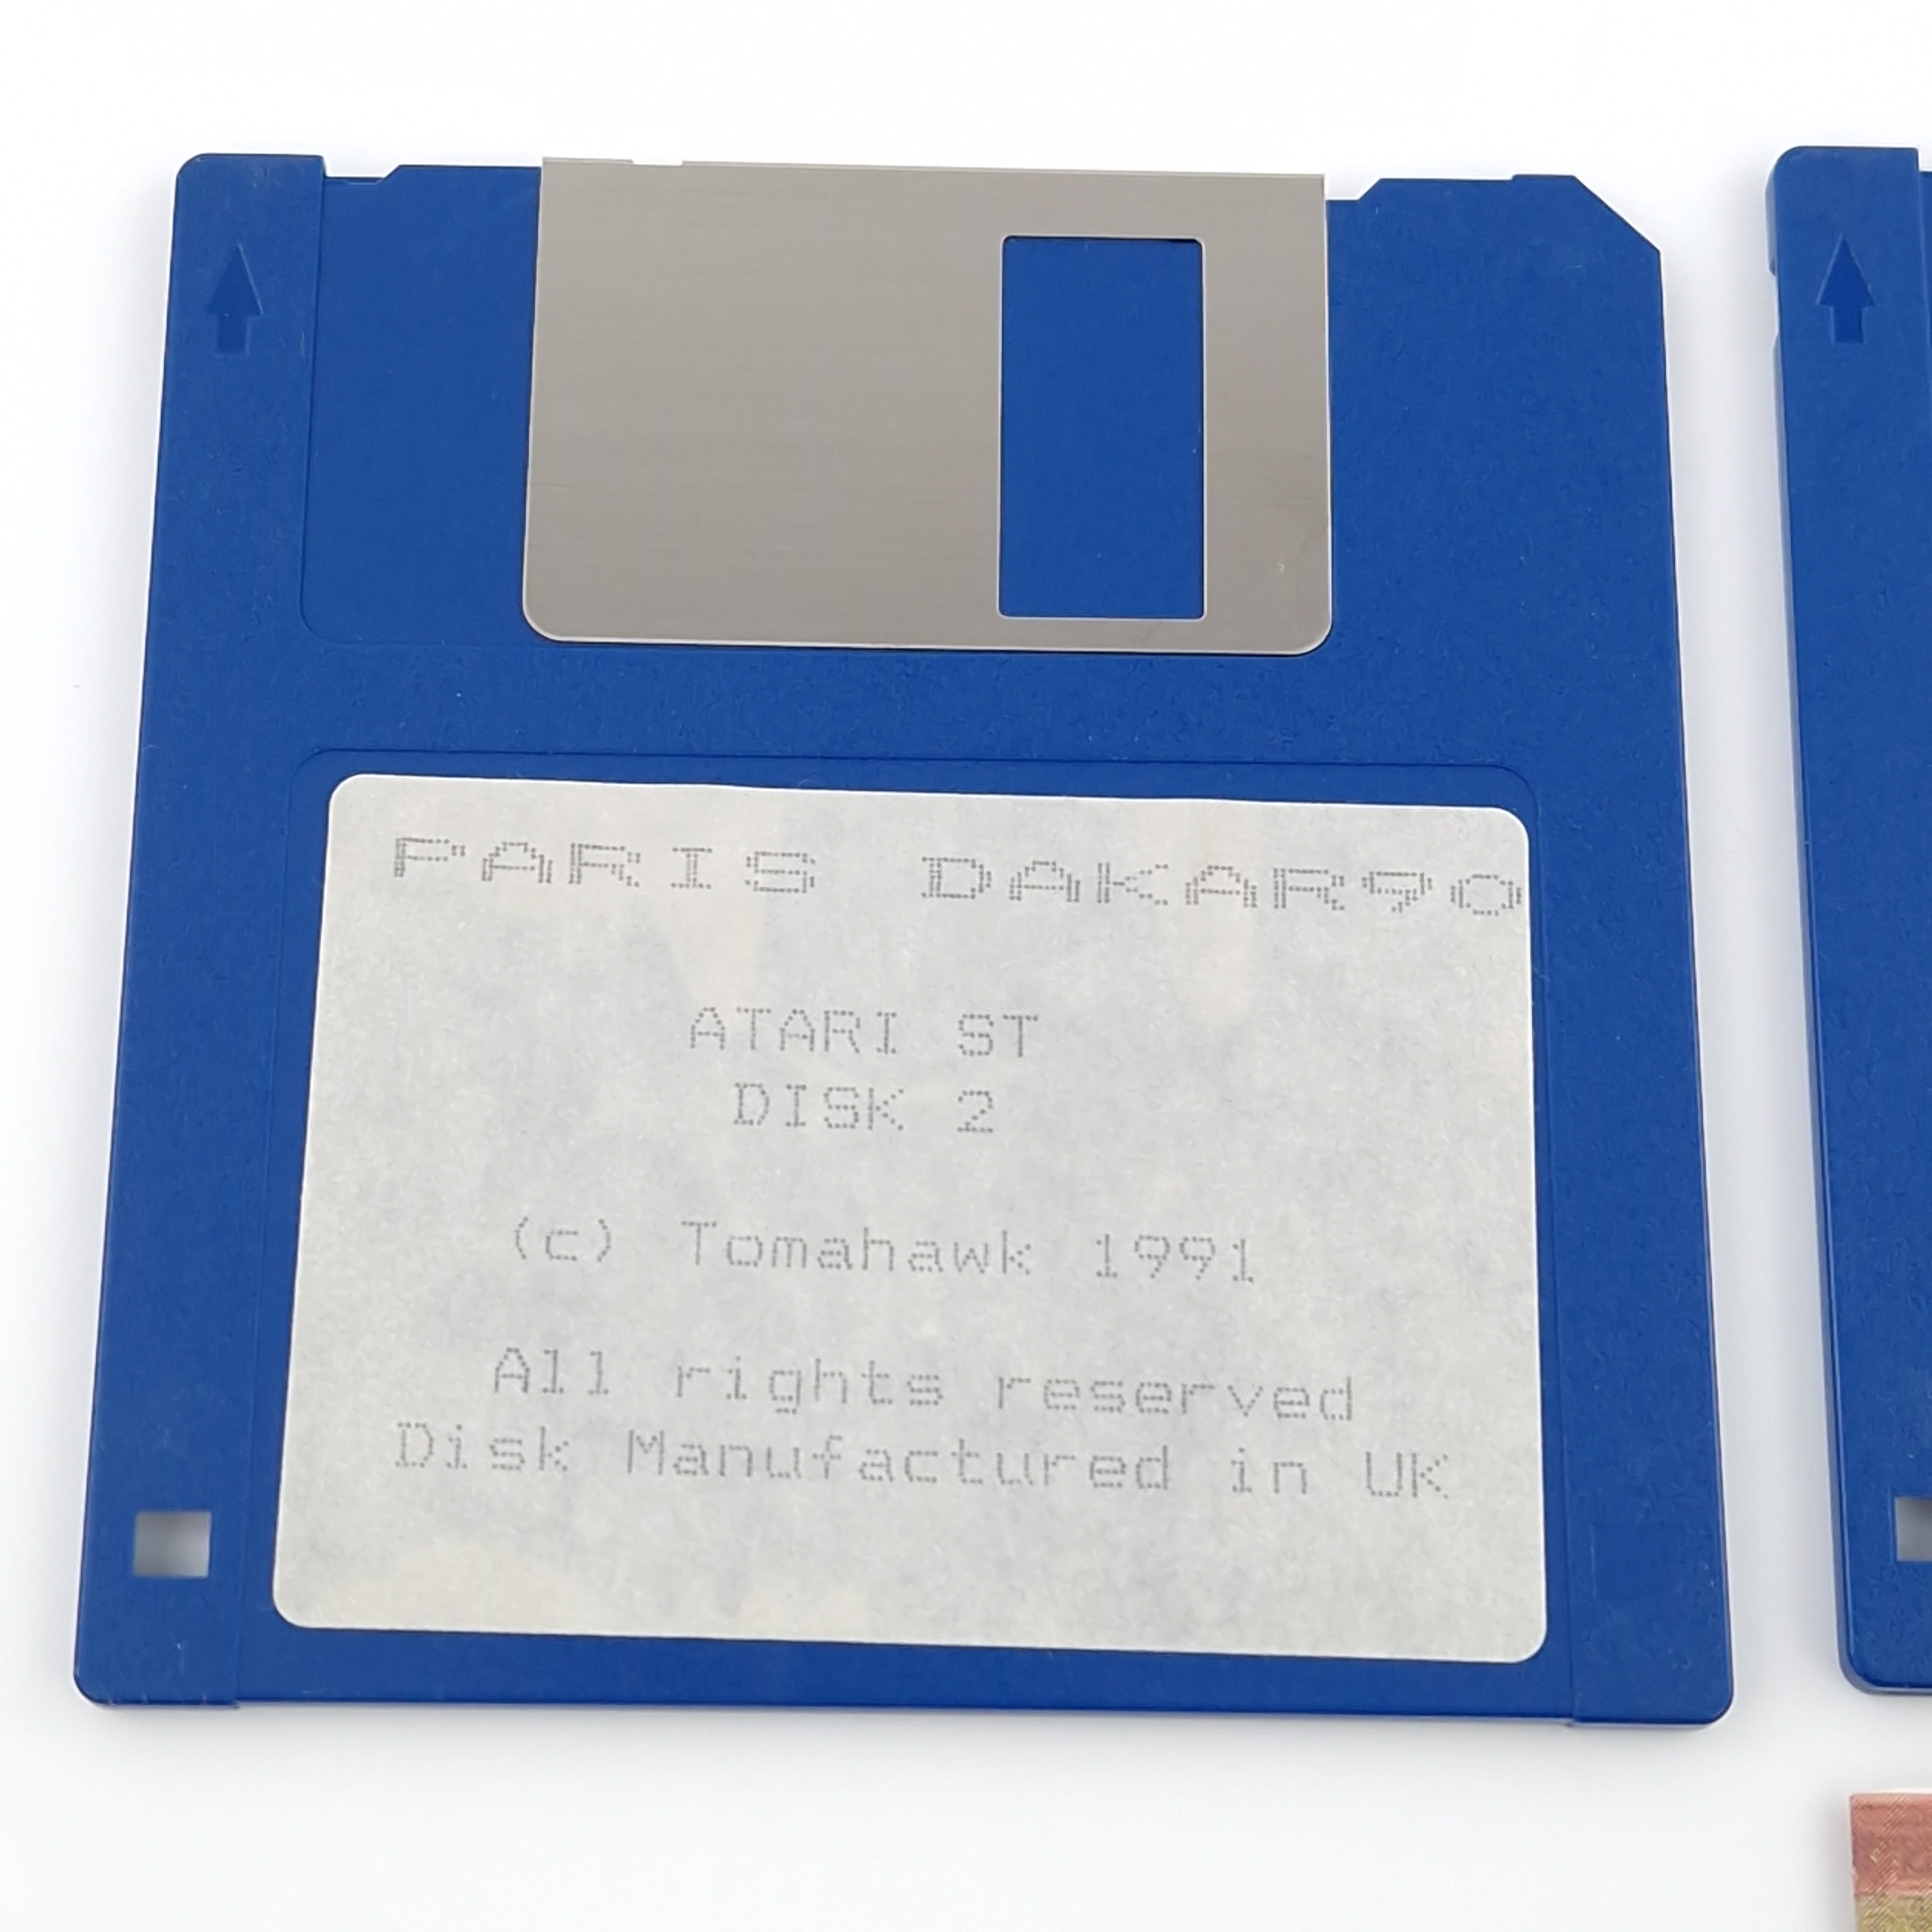 PARIS DAKAR90
ATARI ST
DISK 2
(c) Tomahawk 1991
All rights reserved
Disk Manufactured in UK